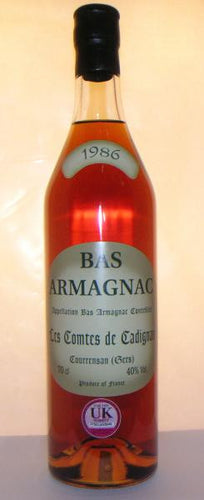 1986
BAS
ARMAGNAC
Appellation Bas Armagnac Controlée
Les Comtes de Cadignan
Courrensan (Gers)
70 cl 40% Vol
Produce of France
UK